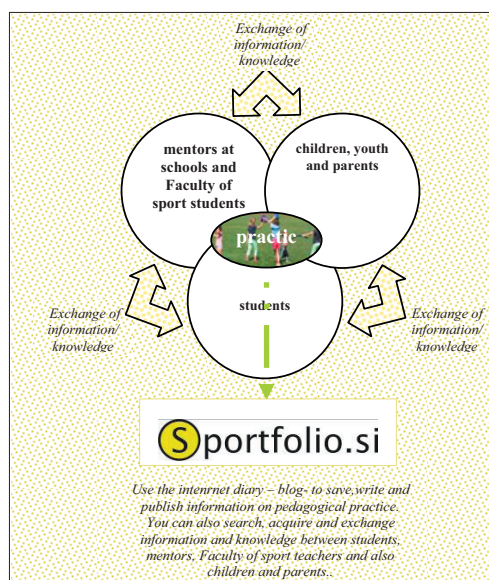 Exchange of
information/
knowledge
mentors at
schools and
Faculty of
sport students
children, youth
and parents
practic
students
Exchange of
information/
knowledge
Exchange of
information/
knowledge
Sportfolio.si
Use the intenrnet diary – blog- to save,write and
publish information on pedagogical practice.
You can also search, acquire and exchange
information and knowledge between students,
mentors, Faculty of sport teachers and also
children and parents..